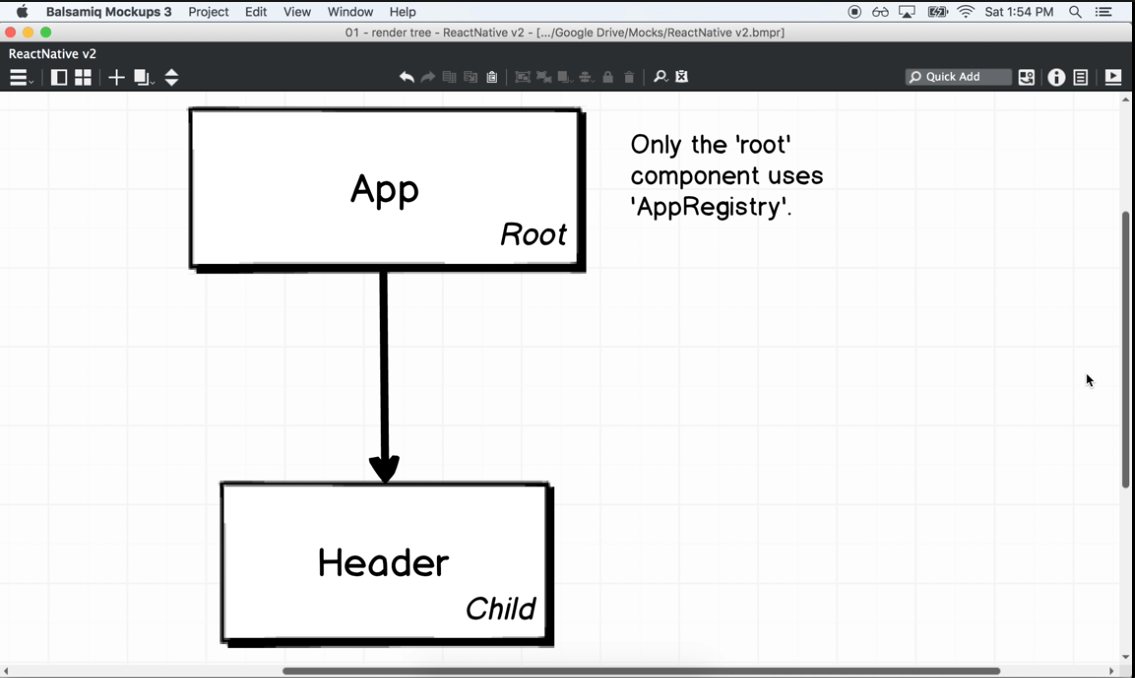 Balsamiq Mockups 3 Project Edit View Window Help Sat 1:54 PM
01 - render tree - ReactNative v2 - [.../Google Drive/Mocks/ReactNative v2.bmpr]
ReactNative v2
Quick Add
App
Root
Only the 'root'
component uses
'AppRegistry'.
Header
Child